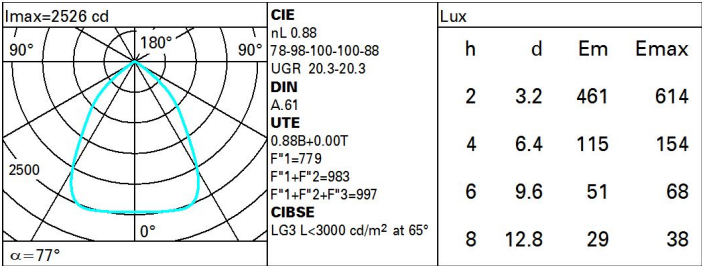 Imax=2526 cd
90°
180°
90°
2500
0°
α=77°
CIE
nL 0.88
78-98-100-100-88
UGR 20.3-20.3
DIN
A.61
UTE
0.88B+0.00T
F"1=779
F"1+F"2=983
F"1+F"2+F"3=997
CIBSE
LG3 L<3000 cd/m² at 65°
Lux
h d Em Emax
2 3.2 461 614
4 6.4 115 154
6 9.6 51 68
8 12.8 29 38